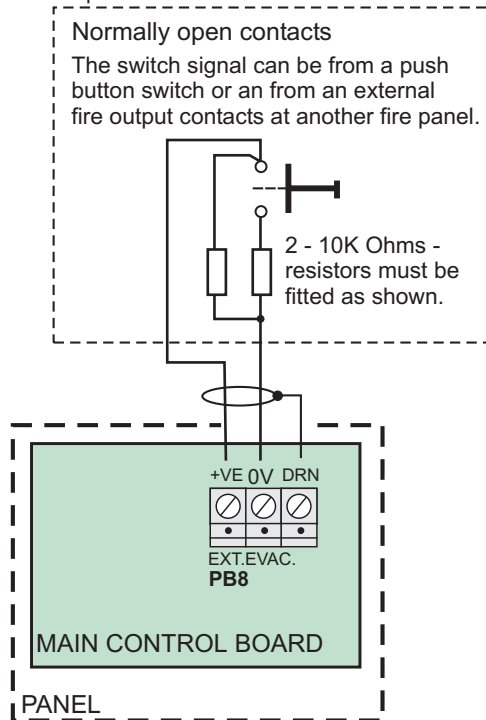 Normally open contacts
The switch signal can be from a push
button switch or an from an external
fire output contacts at another fire panel.
2 - 10K Ohms -
resistors must be
fitted as shown.
+VE 0V DRN
EXT.EVAC.
PB8
MAIN CONTROL BOARD
PANEL